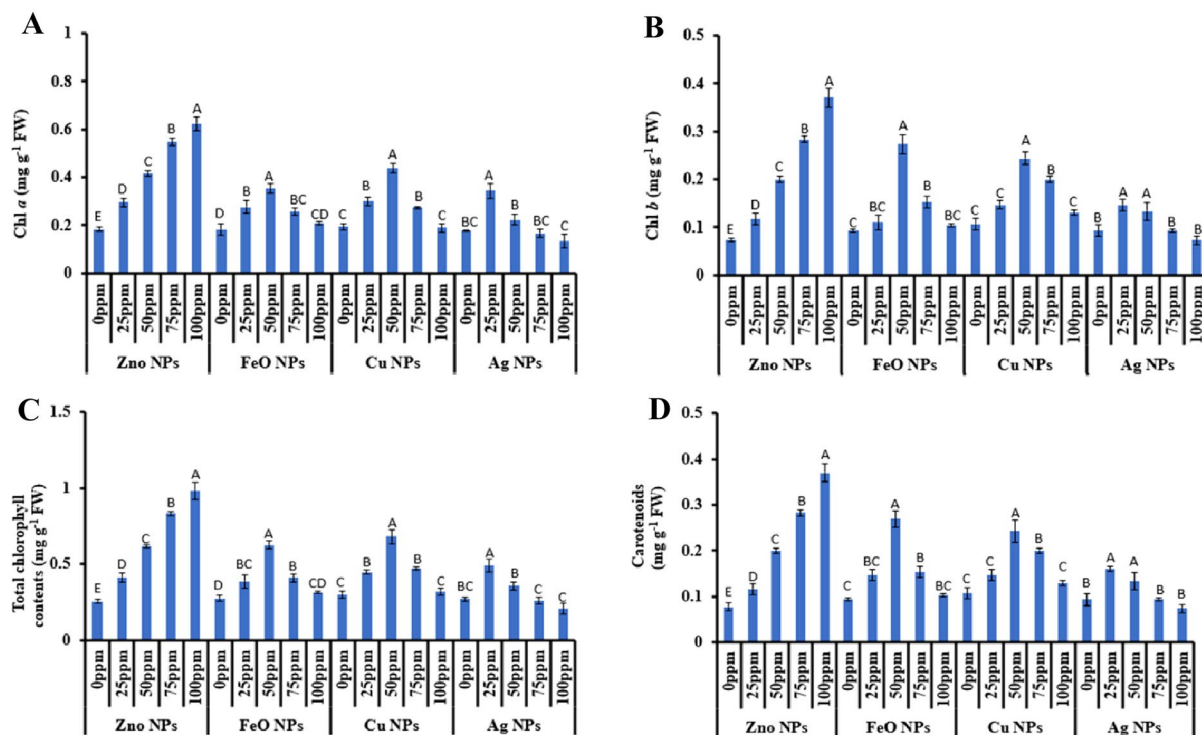 A
Chl a (mg g-1 FW)
1
0.8
0.6
0.4
0.2
0
E D C B A D B A BC CD C B A B C BC A B BC C
0ppm 25ppm 50ppm 75ppm 100ppm 0ppm 25ppm 50ppm 75ppm 100ppm 0ppm 25ppm 50ppm 75ppm 100ppm 0ppm 25ppm 50ppm 75ppm 100ppm
Zno NPs FeO NPs Cu NPs Ag NPs
B
Chl b (mg g-1 FW)
0.5
0.4
0.3
0.2
0.1
0
E D C B A C BC A B BC C C A B C B A A B B
0ppm 25ppm 50ppm 75ppm 100ppm 0ppm 25ppm 50ppm 75ppm 100ppm 0ppm 25ppm 50ppm 75ppm 100ppm 0ppm 25ppm 50ppm 75ppm 100ppm
Zno NPs FeO NPs Cu NPs Ag NPs
C
Total chlorophyll
contents (mg g-1 FW)
1.5
1
0.5
0
E D C B A D BC A B CD C B A B C C A B C C
0ppm 25ppm 50ppm 75ppm 100ppm 0ppm 25ppm 50ppm 75ppm 100ppm 0ppm 25ppm 50ppm 75ppm 100ppm 0ppm 25ppm 50ppm 75ppm 100ppm
Zno NPs FeO NPs Cu NPs Ag NPs
D
Carotenoids
(mg g-1 FW)
0.5
0.4
0.3
0.2
0.1
0
E D C B A C BC A B BC C C A B C B A A B B
0ppm 25ppm 50ppm 75ppm 100ppm 0ppm 25ppm 50ppm 75ppm 100ppm 0ppm 25ppm 50ppm 75ppm 100ppm 0ppm 25ppm 50ppm 75ppm 100ppm
Zno NPs FeO NPs Cu NPs Ag NPs